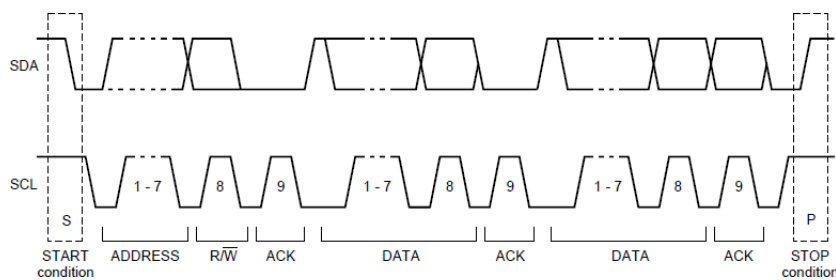 SDA
SCL
1 - 7 8 9 1 - 7 8 9 1 - 7 8 9
S P
START condition ADDRESS R/W̅ ACK DATA ACK DATA ACK STOP condition